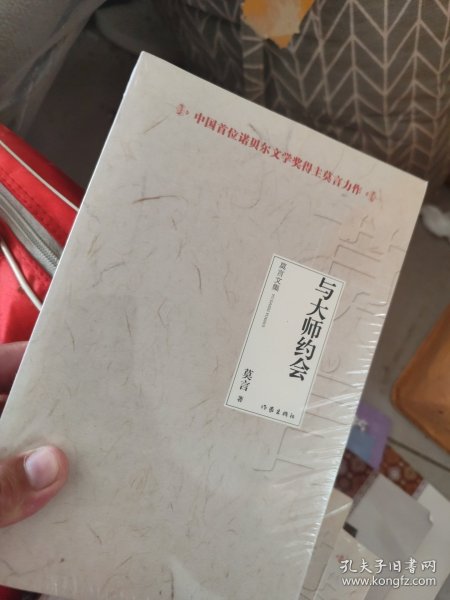 中国首位诺贝尔文学奖得主莫言力作
与大师约会
莫言文集
莫言 著
作家出版社
孔夫子旧书网
www.kongfz.com